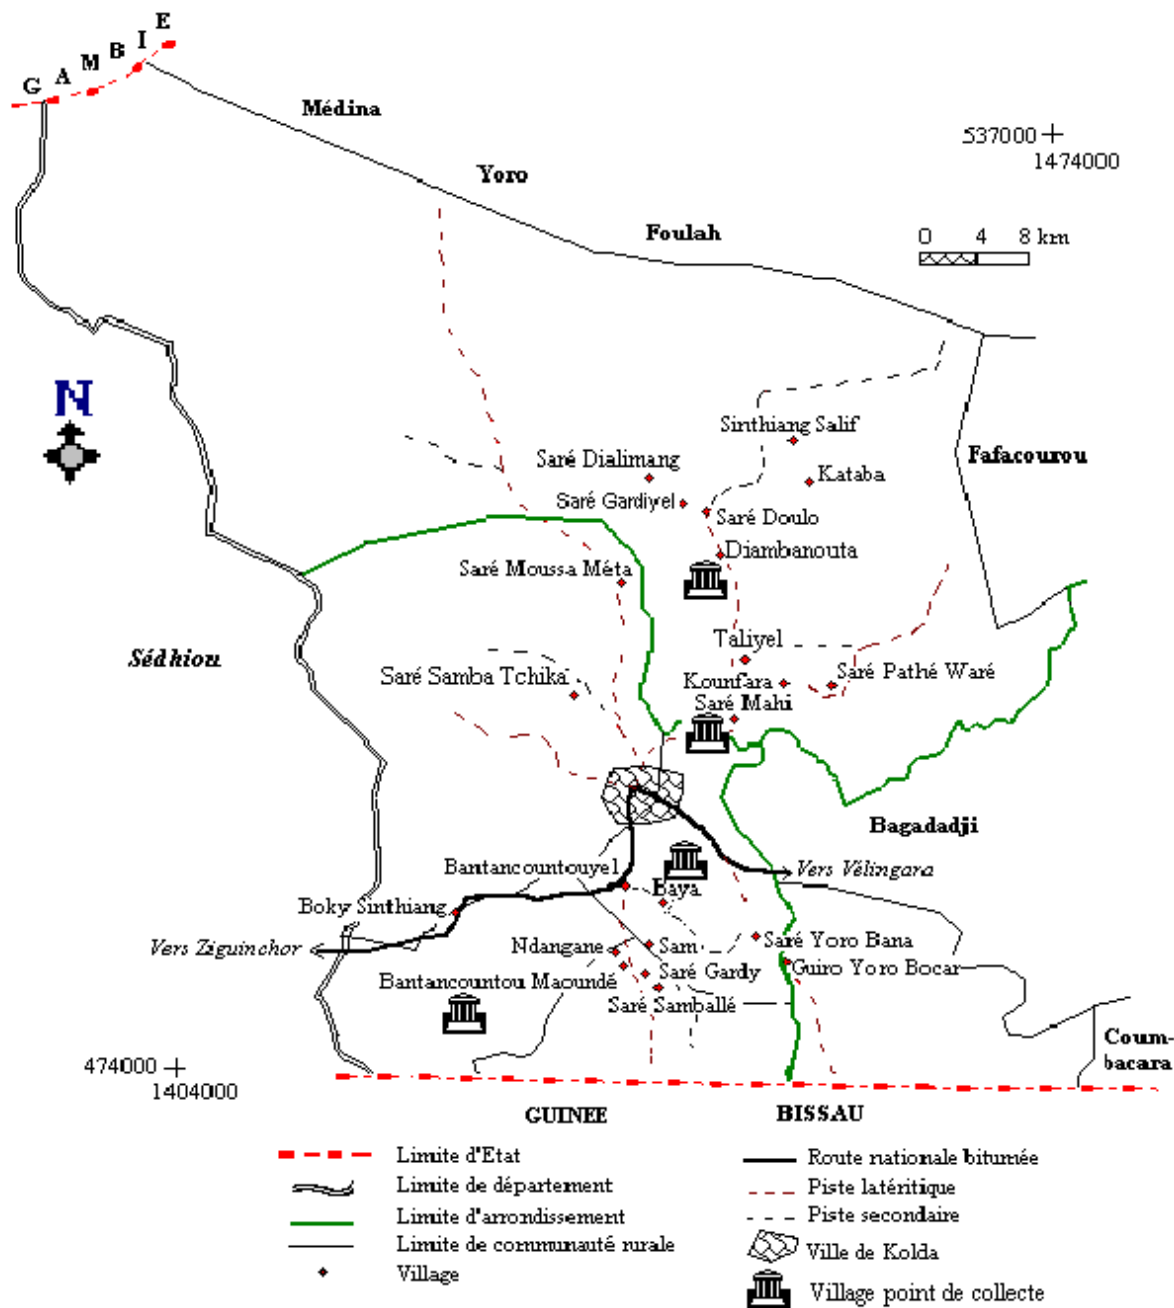 G A M B I E
Médina
Yoro
Foulah
537000
1474000
0 4 8 km
N
Sinthiang Salif
Saré Dialimang
Kataba
Fafacourou
Saré Gardiyel
Saré Doulo
Diambanouta
Saré Moussa Méta
Taliyel
Sédhiou
Saré Samba Tchika
Kounfara
Saré Pathé Waré
Saré Mahi
Bagadadji
Bantancountouyel
Baya
Vers Vélingara
Boky Sinthiang
Vers Ziguinchor
Ndangane
Sam
Saré Yoro Bana
Guiro Yoro Bocar
Bantancountou Maoundé
Saré Gardy
Saré Samballé
Coum-
bacara
474000
1404000
GUINEE BISSAU
Limite d'Etat
Limite de département
Limite d'arrondissement
Limite de communauté rurale
Village
Route nationale bitumée
Piste latéritique
Piste secondaire
Ville de Kolda
Village point de collecte